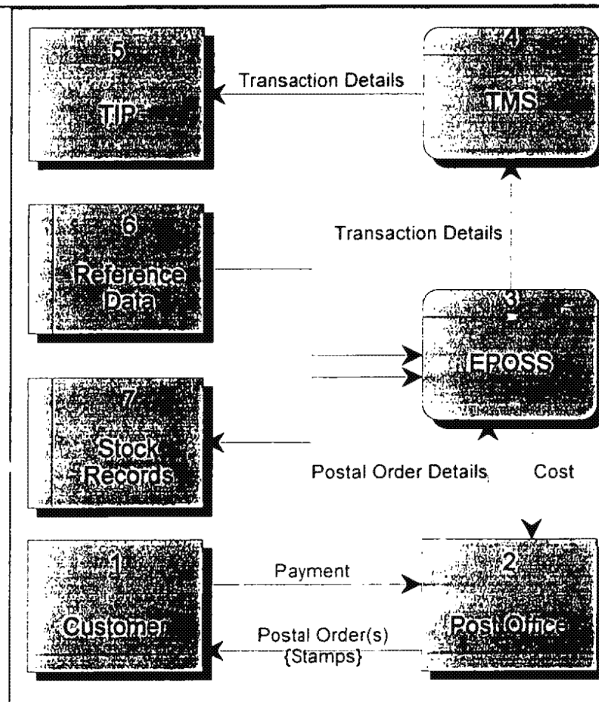 5
TIP
Transaction Details
4
TMS
6
Reference
Data
Transaction Details
3
EPOSS
7
Stock
Records
Postal Order Details
Cost
1
Customer
Payment
2
Post Office
Postal Order(s)
{Stamps}